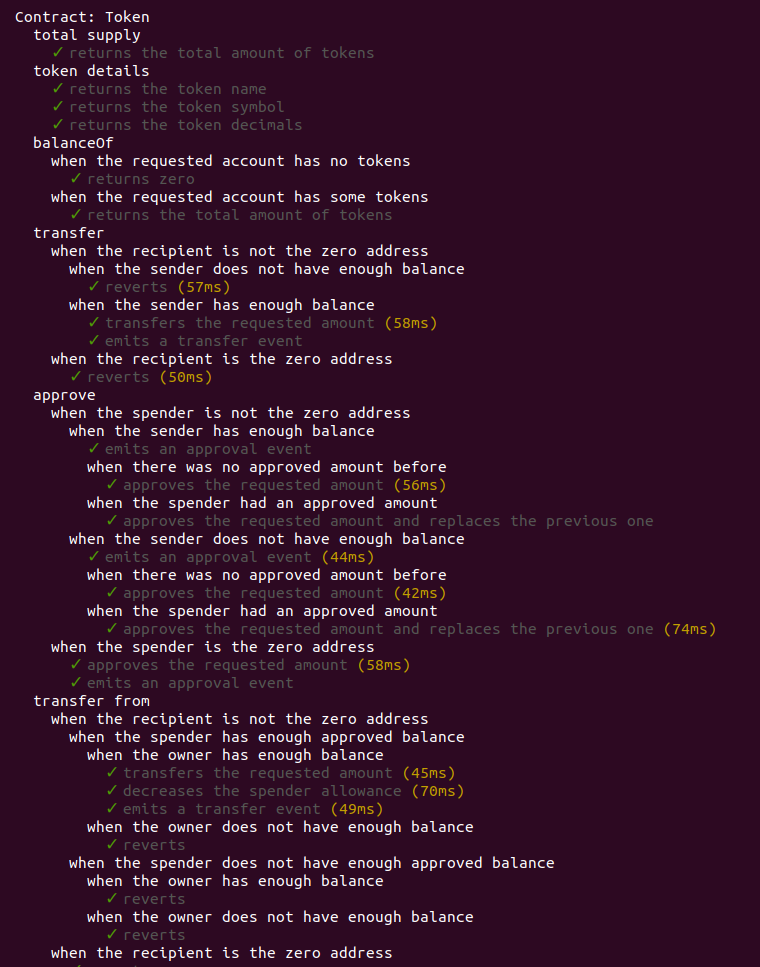 Contract: Token
total supply
✓ returns the total amount of tokens
token details
✓ returns the token name
✓ returns the token symbol
✓ returns the token decimals
balanceOf
when the requested account has no tokens
✓ returns zero
when the requested account has some tokens
✓ returns the total amount of tokens
transfer
when the recipient is not the zero address
when the sender does not have enough balance
✓ reverts (57ms)
when the sender has enough balance
✓ transfers the requested amount (58ms)
✓ emits a transfer event
when the recipient is the zero address
✓ reverts (50ms)
approve
when the spender is not the zero address
when the sender has enough balance
✓ emits an approval event
when there was no approved amount before
✓ approves the requested amount (56ms)
when the spender had an approved amount
✓ approves the requested amount and replaces the previous one
when the sender does not have enough balance
✓ emits an approval event (44ms)
when there was no approved amount before
✓ approves the requested amount (42ms)
when the spender had an approved amount
✓ approves the requested amount and replaces the previous one (74ms)
when the spender is the zero address
✓ approves the requested amount (58ms)
✓ emits an approval event
transfer from
when the recipient is not the zero address
when the spender has enough approved balance
when the owner has enough balance
✓ transfers the requested amount (45ms)
✓ decreases the spender allowance (70ms)
✓ emits a transfer event (49ms)
when the owner does not have enough balance
✓ reverts
when the spender does not have enough approved balance
when the owner has enough balance
✓ reverts
when the owner does not have enough balance
✓ reverts
when the recipient is the zero address